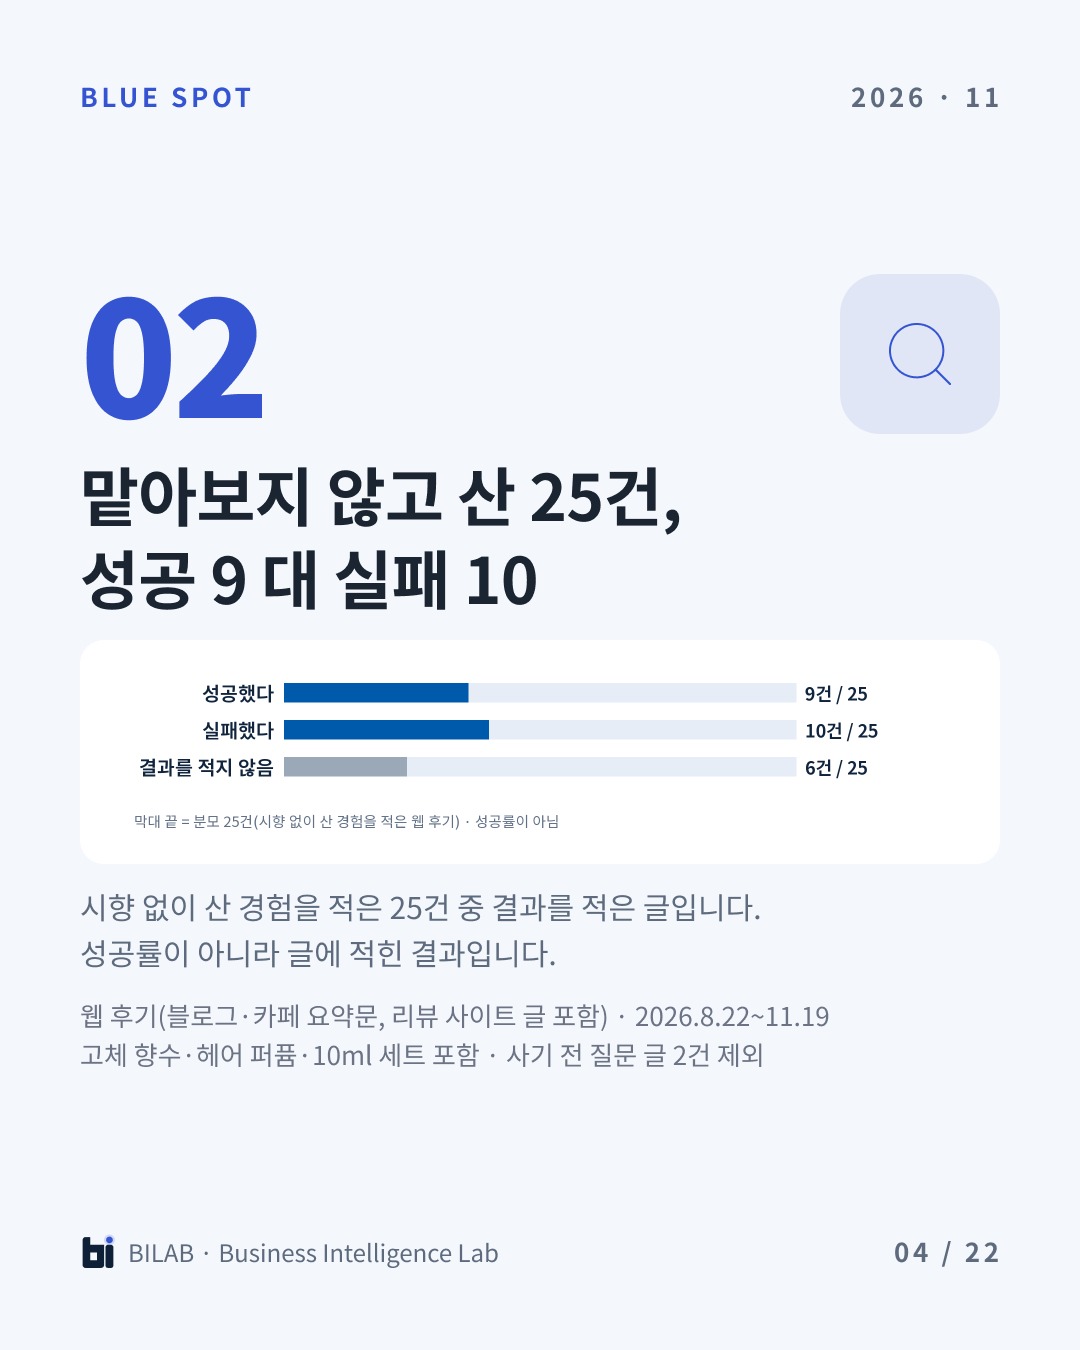 BLUE SPOT
2026 · 11
02
맡아보지 않고 산 25건,
성공 9 대 실패 10
성공했다 9건 / 25
실패했다 10건 / 25
결과를 적지 않음 6건 / 25
막대 끝 = 분모 25건(시향 없이 산 경험을 적은 웹 후기) · 성공률이 아님
시향 없이 산 경험을 적은 25건 중 결과를 적은 글입니다.
성공률이 아니라 글에 적힌 결과입니다.
웹 후기(블로그·카페 요약문, 리뷰 사이트 글 포함) · 2026.8.22~11.19
고체 향수·헤어 퍼퓸·10ml 세트 포함 · 사기 전 질문 글 2건 제외
bi BILAB · Business Intelligence Lab
04 / 22